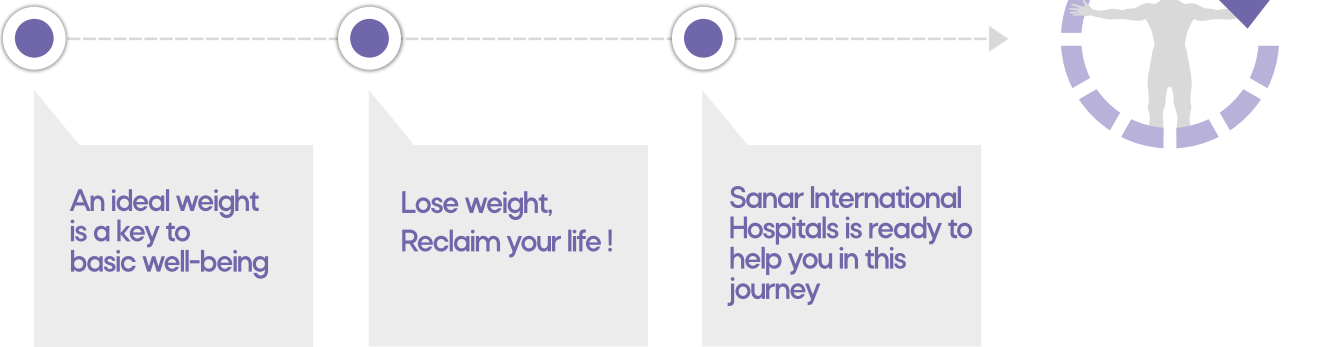 An ideal weight
is a key to
basic well-being
Lose weight,
Reclaim your life !
Sanar International
Hospitals is ready to
help you in this
journey